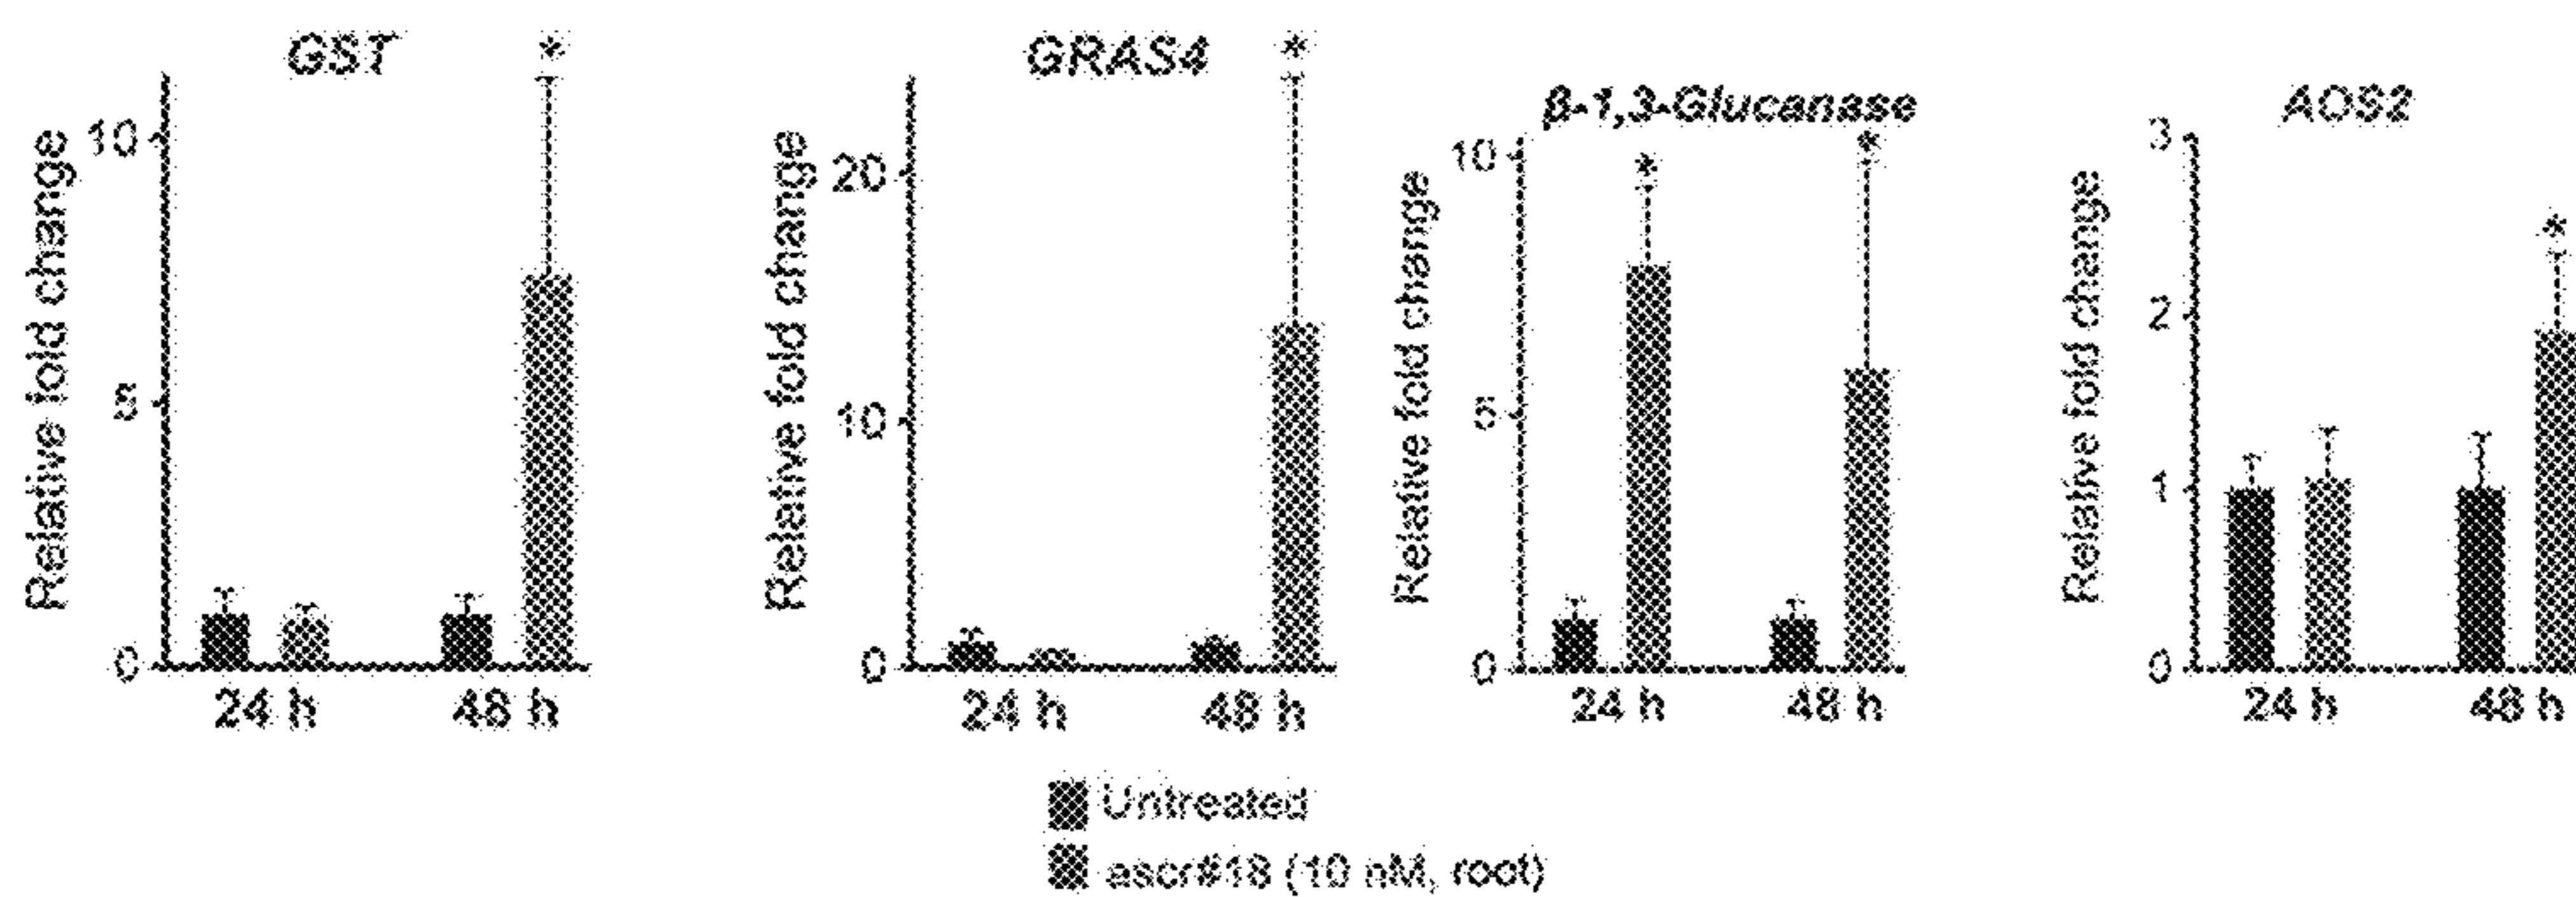 GST
*
Relative fold change
10
5
0
24 h
48 h
GRAS4
*
Relative fold change
20
10
0
24 h
48 h
β-1,3-Glucanase
*
*
Relative fold change
10
5
0
24 h
48 h
AOS2
*
Relative fold change
3
2
1
0
24 h
48 h
Untreated
ascr#18 (10 nM, root)